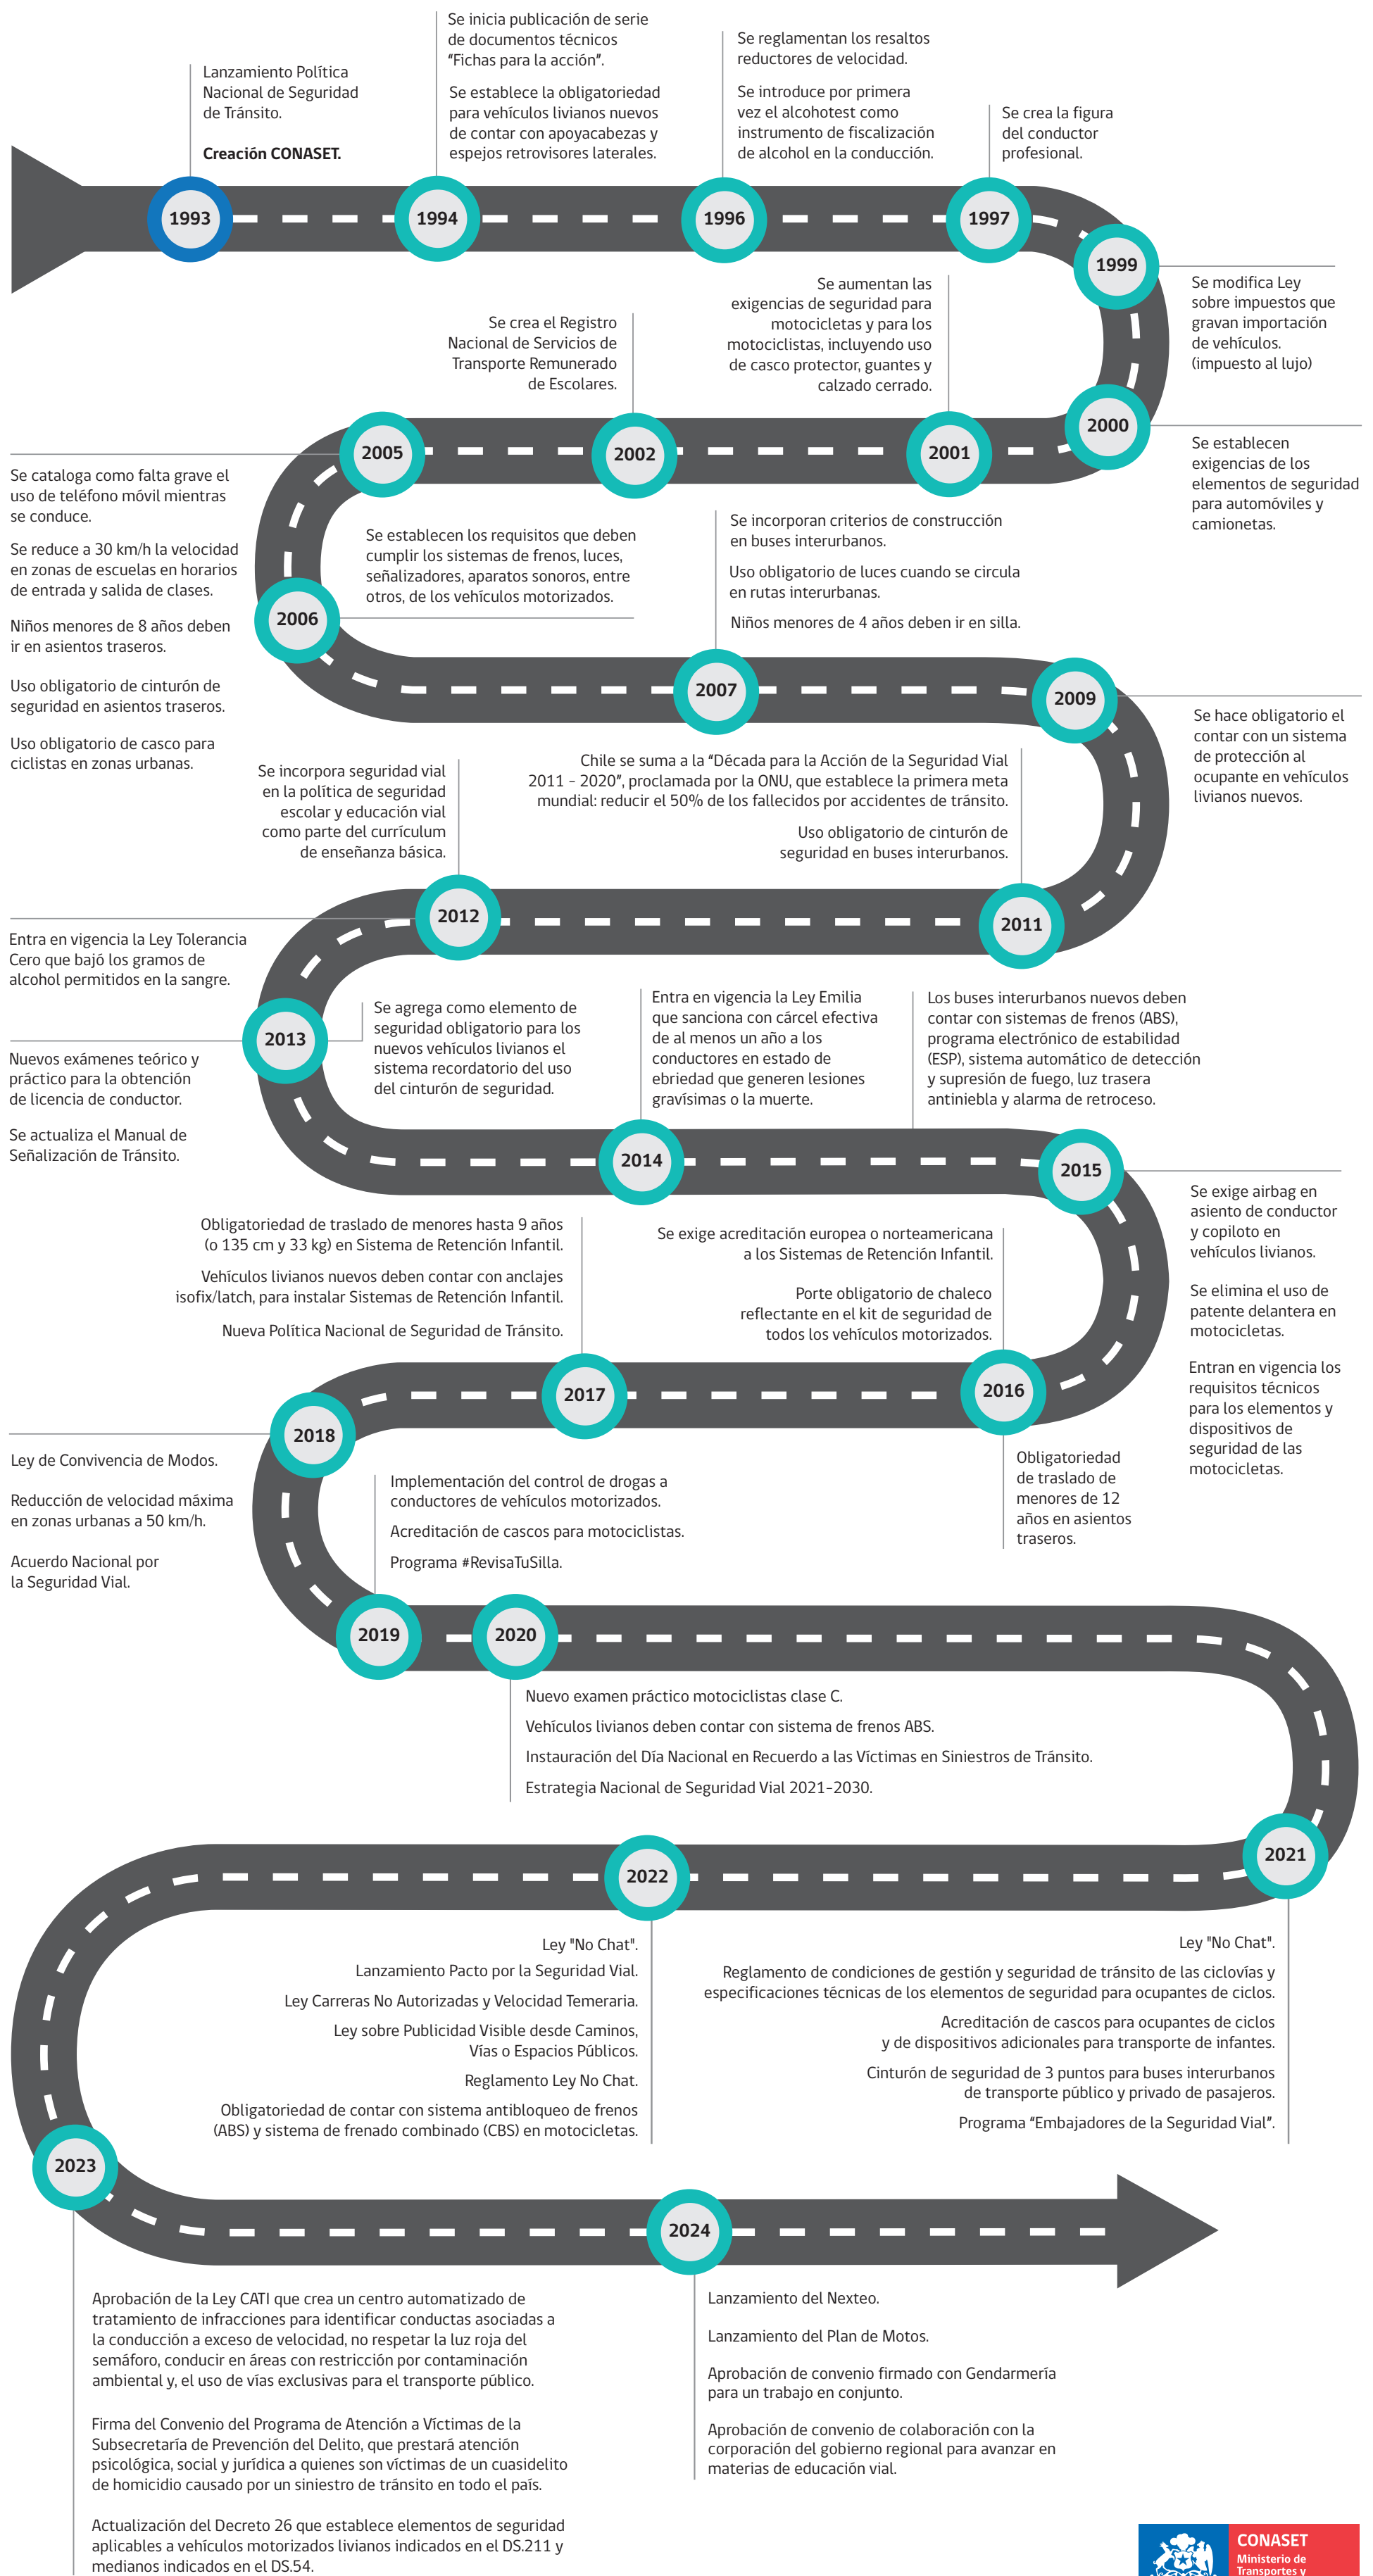 Lanzamiento Política
Nacional de Seguridad
de Tránsito.
Creación CONASET.
1993
Se inicia publicación de serie
de documentos técnicos
“Fichas para la acción”.
Se establece la obligatoriedad
para vehículos livianos nuevos
de contar con apoyacabezas y
espejos retrovisores laterales.
1994
Se reglamentan los resaltos
reductores de velocidad.
Se introduce por primera
vez el alcohotest como
instrumento de fiscalización
de alcohol en la conducción.
1996
Se crea la figura
del conductor
profesional.
1997
1999
Se modifica Ley
sobre impuestos que
gravan importación
de vehículos.
(impuesto al lujo)
2000
Se establecen
exigencias de los
elementos de seguridad
para automóviles y
camionetas.
Se aumentan las
exigencias de seguridad para
motocicletas y para los
motociclistas, incluyendo uso
de casco protector, guantes y
calzado cerrado.
2001
Se crea el Registro
Nacional de Servicios de
Transporte Remunerado
de Escolares.
2002
2005
Se cataloga como falta grave el
uso de teléfono móvil mientras
se conduce.
Se reduce a 30 km/h la velocidad
en zonas de escuelas en horarios
de entrada y salida de clases.
Niños menores de 8 años deben
ir en asientos traseros.
Uso obligatorio de cinturón de
seguridad en asientos traseros.
Uso obligatorio de casco para
ciclistas en zonas urbanas.
Se establecen los requisitos que deben
cumplir los sistemas de frenos, luces,
señalizadores, aparatos sonoros, entre
otros, de los vehículos motorizados.
2006
Se incorporan criterios de construcción
en buses interurbanos.
Uso obligatorio de luces cuando se circula
en rutas interurbanas.
Niños menores de 4 años deben ir en silla.
2007
2009
Se hace obligatorio el
contar con un sistema
de protección al
ocupante en vehículos
livianos nuevos.
Chile se suma a la “Década para la Acción de la Seguridad Vial
2011 - 2020”, proclamada por la ONU, que establece la primera meta
mundial: reducir el 50% de los fallecidos por accidentes de tránsito.
Uso obligatorio de cinturón de
seguridad en buses interurbanos.
2011
Se incorpora seguridad vial
en la política de seguridad
escolar y educación vial
como parte del currículum
de enseñanza básica.
2012
Entra en vigencia la Ley Tolerancia
Cero que bajó los gramos de
alcohol permitidos en la sangre.
2013
Nuevos exámenes teórico y
práctico para la obtención
de licencia de conductor.
Se actualiza el Manual de
Señalización de Tránsito.
Se agrega como elemento de
seguridad obligatorio para los
nuevos vehículos livianos el
sistema recordatorio del uso
del cinturón de seguridad.
Entra en vigencia la Ley Emilia
que sanciona con cárcel efectiva
de al menos un año a los
conductores en estado de
ebriedad que generen lesiones
gravísimas o la muerte.
2014
Los buses interurbanos nuevos deben
contar con sistemas de frenos (ABS),
programa electrónico de estabilidad
(ESP), sistema automático de detección
y supresión de fuego, luz trasera
antiniebla y alarma de retroceso.
2015
Se exige airbag en
asiento de conductor
y copiloto en
vehículos livianos.
Se elimina el uso de
patente delantera en
motocicletas.
Entran en vigencia los
requisitos técnicos
para los elementos y
dispositivos de
seguridad de las
motocicletas.
Se exige acreditación europea o norteamericana
a los Sistemas de Retención Infantil.
Porte obligatorio de chaleco
reflectante en el kit de seguridad de
todos los vehículos motorizados.
2016
Obligatoriedad
de traslado de
menores de 12
años en asientos
traseros.
Obligatoriedad de traslado de menores hasta 9 años
(o 135 cm y 33 kg) en Sistema de Retención Infantil.
Vehículos livianos nuevos deben contar con anclajes
isofix/latch, para instalar Sistemas de Retención Infantil.
Nueva Política Nacional de Seguridad de Tránsito.
2017
2018
Ley de Convivencia de Modos.
Reducción de velocidad máxima
en zonas urbanas a 50 km/h.
Acuerdo Nacional por
la Seguridad Vial.
Implementación del control de drogas a
conductores de vehículos motorizados.
Acreditación de cascos para motociclistas.
Programa #RevisaTuSilla.
2019
2020
Nuevo examen práctico motociclistas clase C.
Vehículos livianos deben contar con sistema de frenos ABS.
Instauración del Día Nacional en Recuerdo a las Víctimas en Siniestros de Tránsito.
Estrategia Nacional de Seguridad Vial 2021-2030.
2021
Ley "No Chat".
Reglamento de condiciones de gestión y seguridad de tránsito de las ciclovías y
especificaciones técnicas de los elementos de seguridad para ocupantes de ciclos.
Acreditación de cascos para ocupantes de ciclos
y de dispositivos adicionales para transporte de infantes.
Cinturón de seguridad de 3 puntos para buses interurbanos
de transporte público y privado de pasajeros.
Programa “Embajadores de la Seguridad Vial”.
2022
Ley "No Chat".
Lanzamiento Pacto por la Seguridad Vial.
Ley Carreras No Autorizadas y Velocidad Temeraria.
Ley sobre Publicidad Visible desde Caminos,
Vías o Espacios Públicos.
Reglamento Ley No Chat.
Obligatoriedad de contar con sistema antibloqueo de frenos
(ABS) y sistema de frenado combinado (CBS) en motocicletas.
2023
Aprobación de la Ley CATI que crea un centro automatizado de
tratamiento de infracciones para identificar conductas asociadas a
la conducción a exceso de velocidad, no respetar la luz roja del
semáforo, conducir en áreas con restricción por contaminación
ambiental y, el uso de vías exclusivas para el transporte público.
Firma del Convenio del Programa de Atención a Víctimas de la
Subsecretaría de Prevención del Delito, que prestará atención
psicológica, social y jurídica a quienes son víctimas de un cuasidelito
de homicidio causado por un siniestro de tránsito en todo el país.
Actualización del Decreto 26 que establece elementos de seguridad
aplicables a vehículos motorizados livianos indicados en el DS.211 y
medianos indicados en el DS.54.
2024
Lanzamiento del Nexteo.
Lanzamiento del Plan de Motos.
Aprobación de convenio firmado con Gendarmería
para un trabajo en conjunto.
Aprobación de convenio de colaboración con la
corporación del gobierno regional para avanzar en
materias de educación vial.
CONASET
Ministerio de
Transportes y